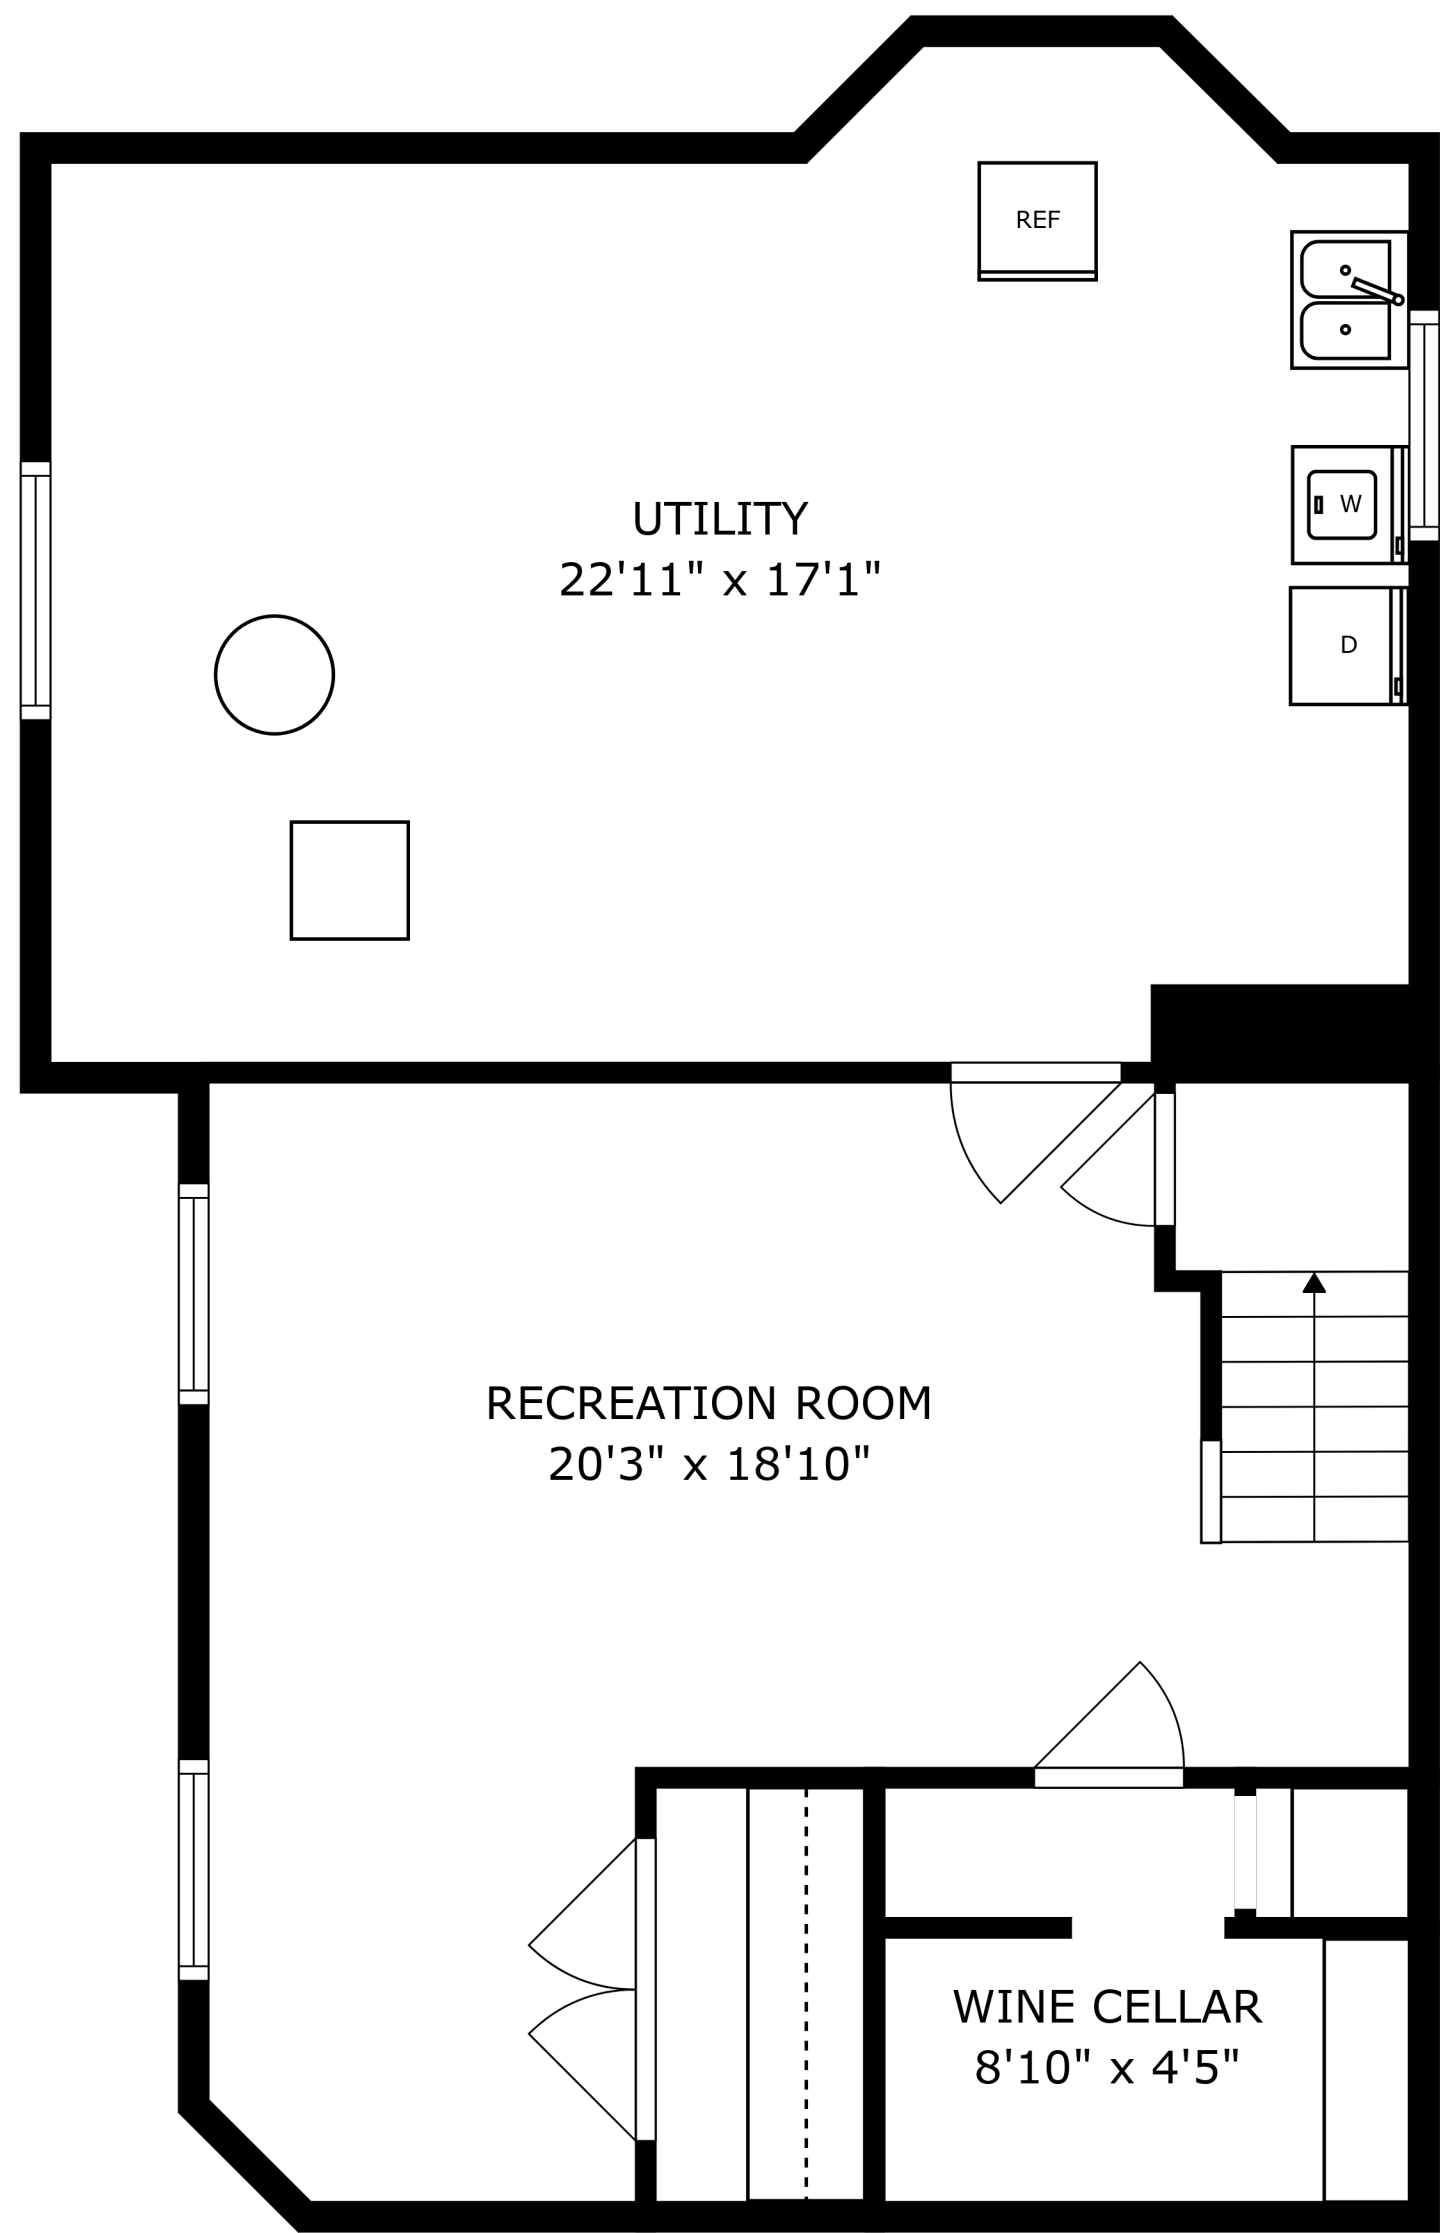 REF
UTILITY
22'11" x 17'1"
W
D
RECREATION ROOM
20'3" x 18'10"
WINE CELLAR
8'10" x 4'5"